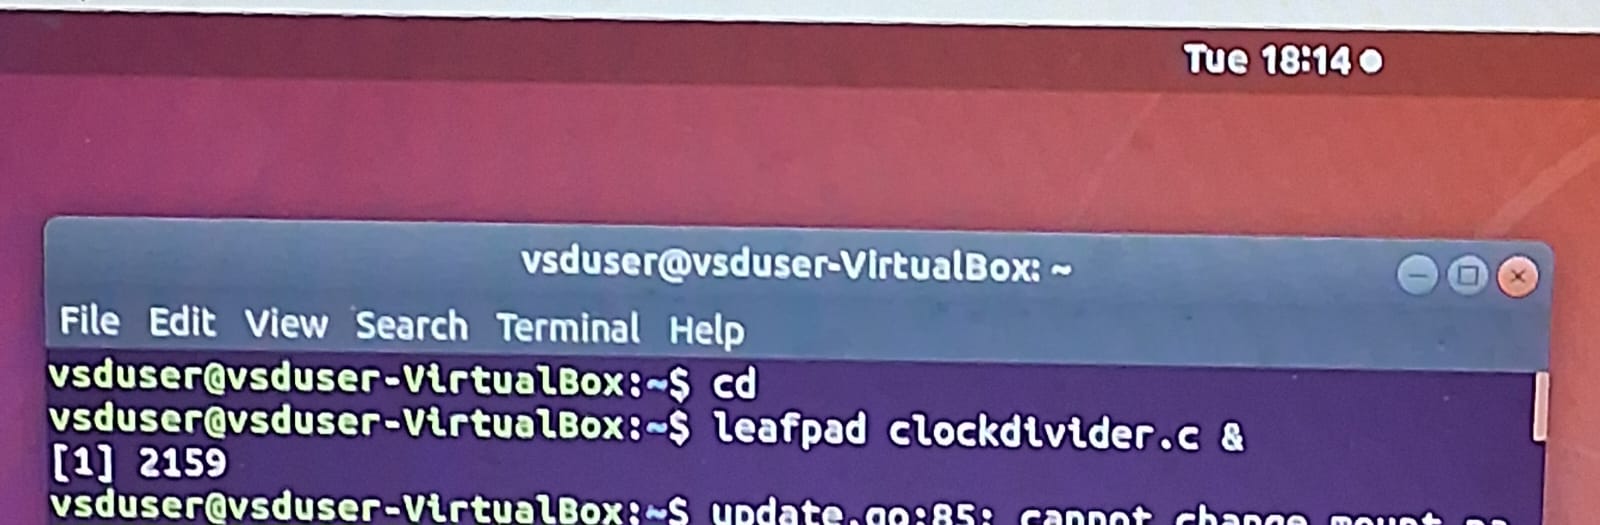 Tue 18:14
vsduser@vsduser-VirtualBox: ~
File Edit View Search Terminal Help
vsduser@vsduser-VirtualBox:~$ cd
vsduser@vsduser-VirtualBox:~$ leafpad clockdivider.c &
[1] 2159
vsduser@vsduser-VirtualBox:~$ update.go:85: cannot change mount